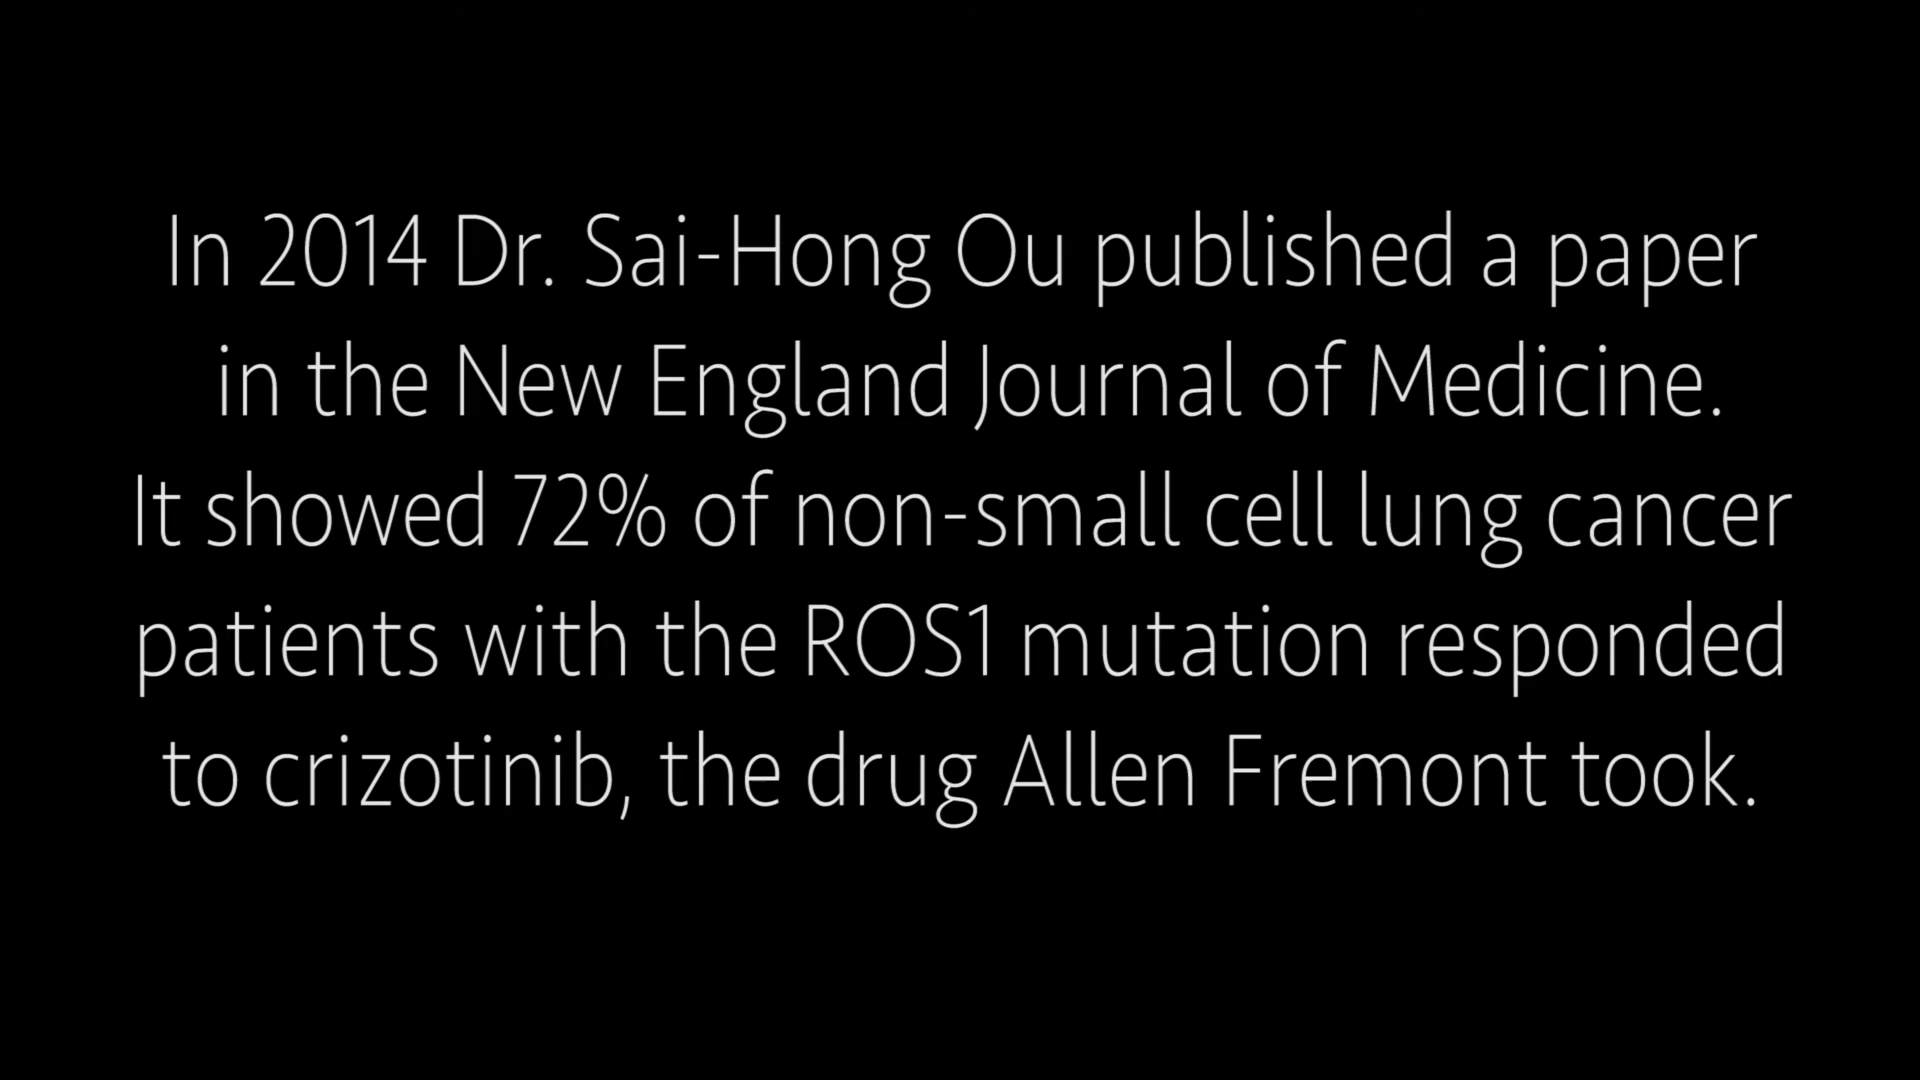 In 2014 Dr. Sai-Hong Ou published a paper
in the New England Journal of Medicine.
It showed 72% of non-small cell lung cancer
patients with the ROS1 mutation responded
to crizotinib, the drug Allen Fremont took.